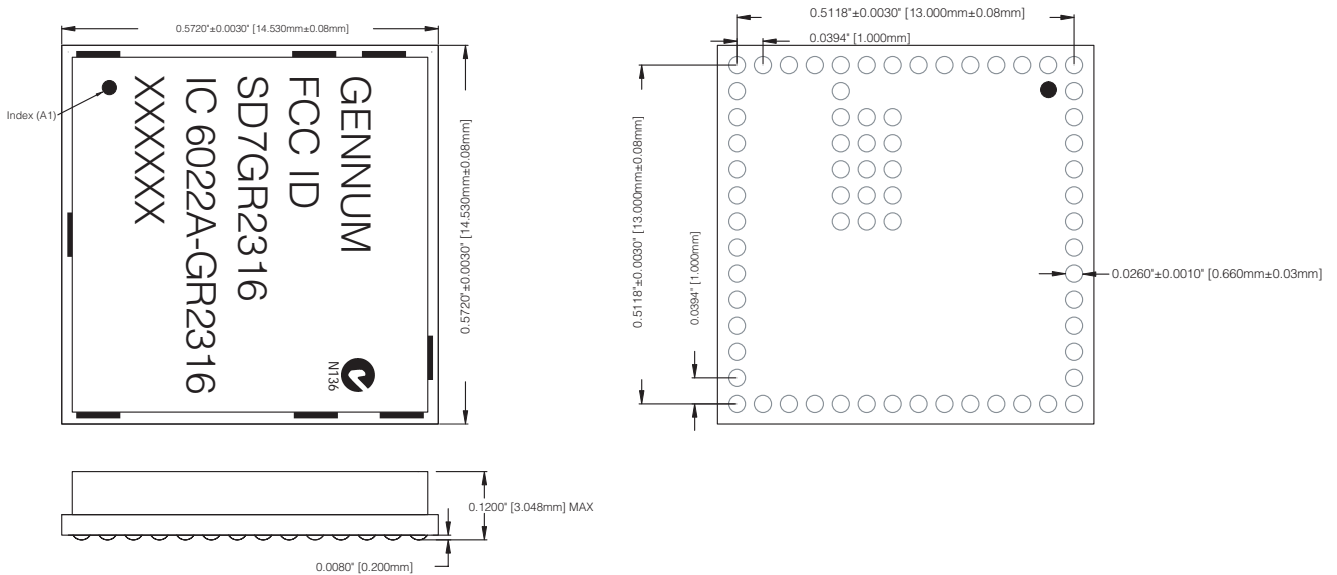 0.5720"±0.0030" [14.530mm±0.08mm]
Index (A1)
GENNUM
FCC ID
SD7GR2316
IC 6022A-GR2316
XXXXXX
N136
0.5720"±0.0030" [14.530mm±0.08mm]
0.1200" [3.048mm] MAX
0.0080" [0.200mm]
0.5118"±0.0030" [13.000mm±0.08mm]
0.0394" [1.000mm]
0.5118"±0.0030" [13.000mm±0.08mm]
0.0394" [1.000mm]
0.0260"±0.0010" [0.660mm±0.03mm]